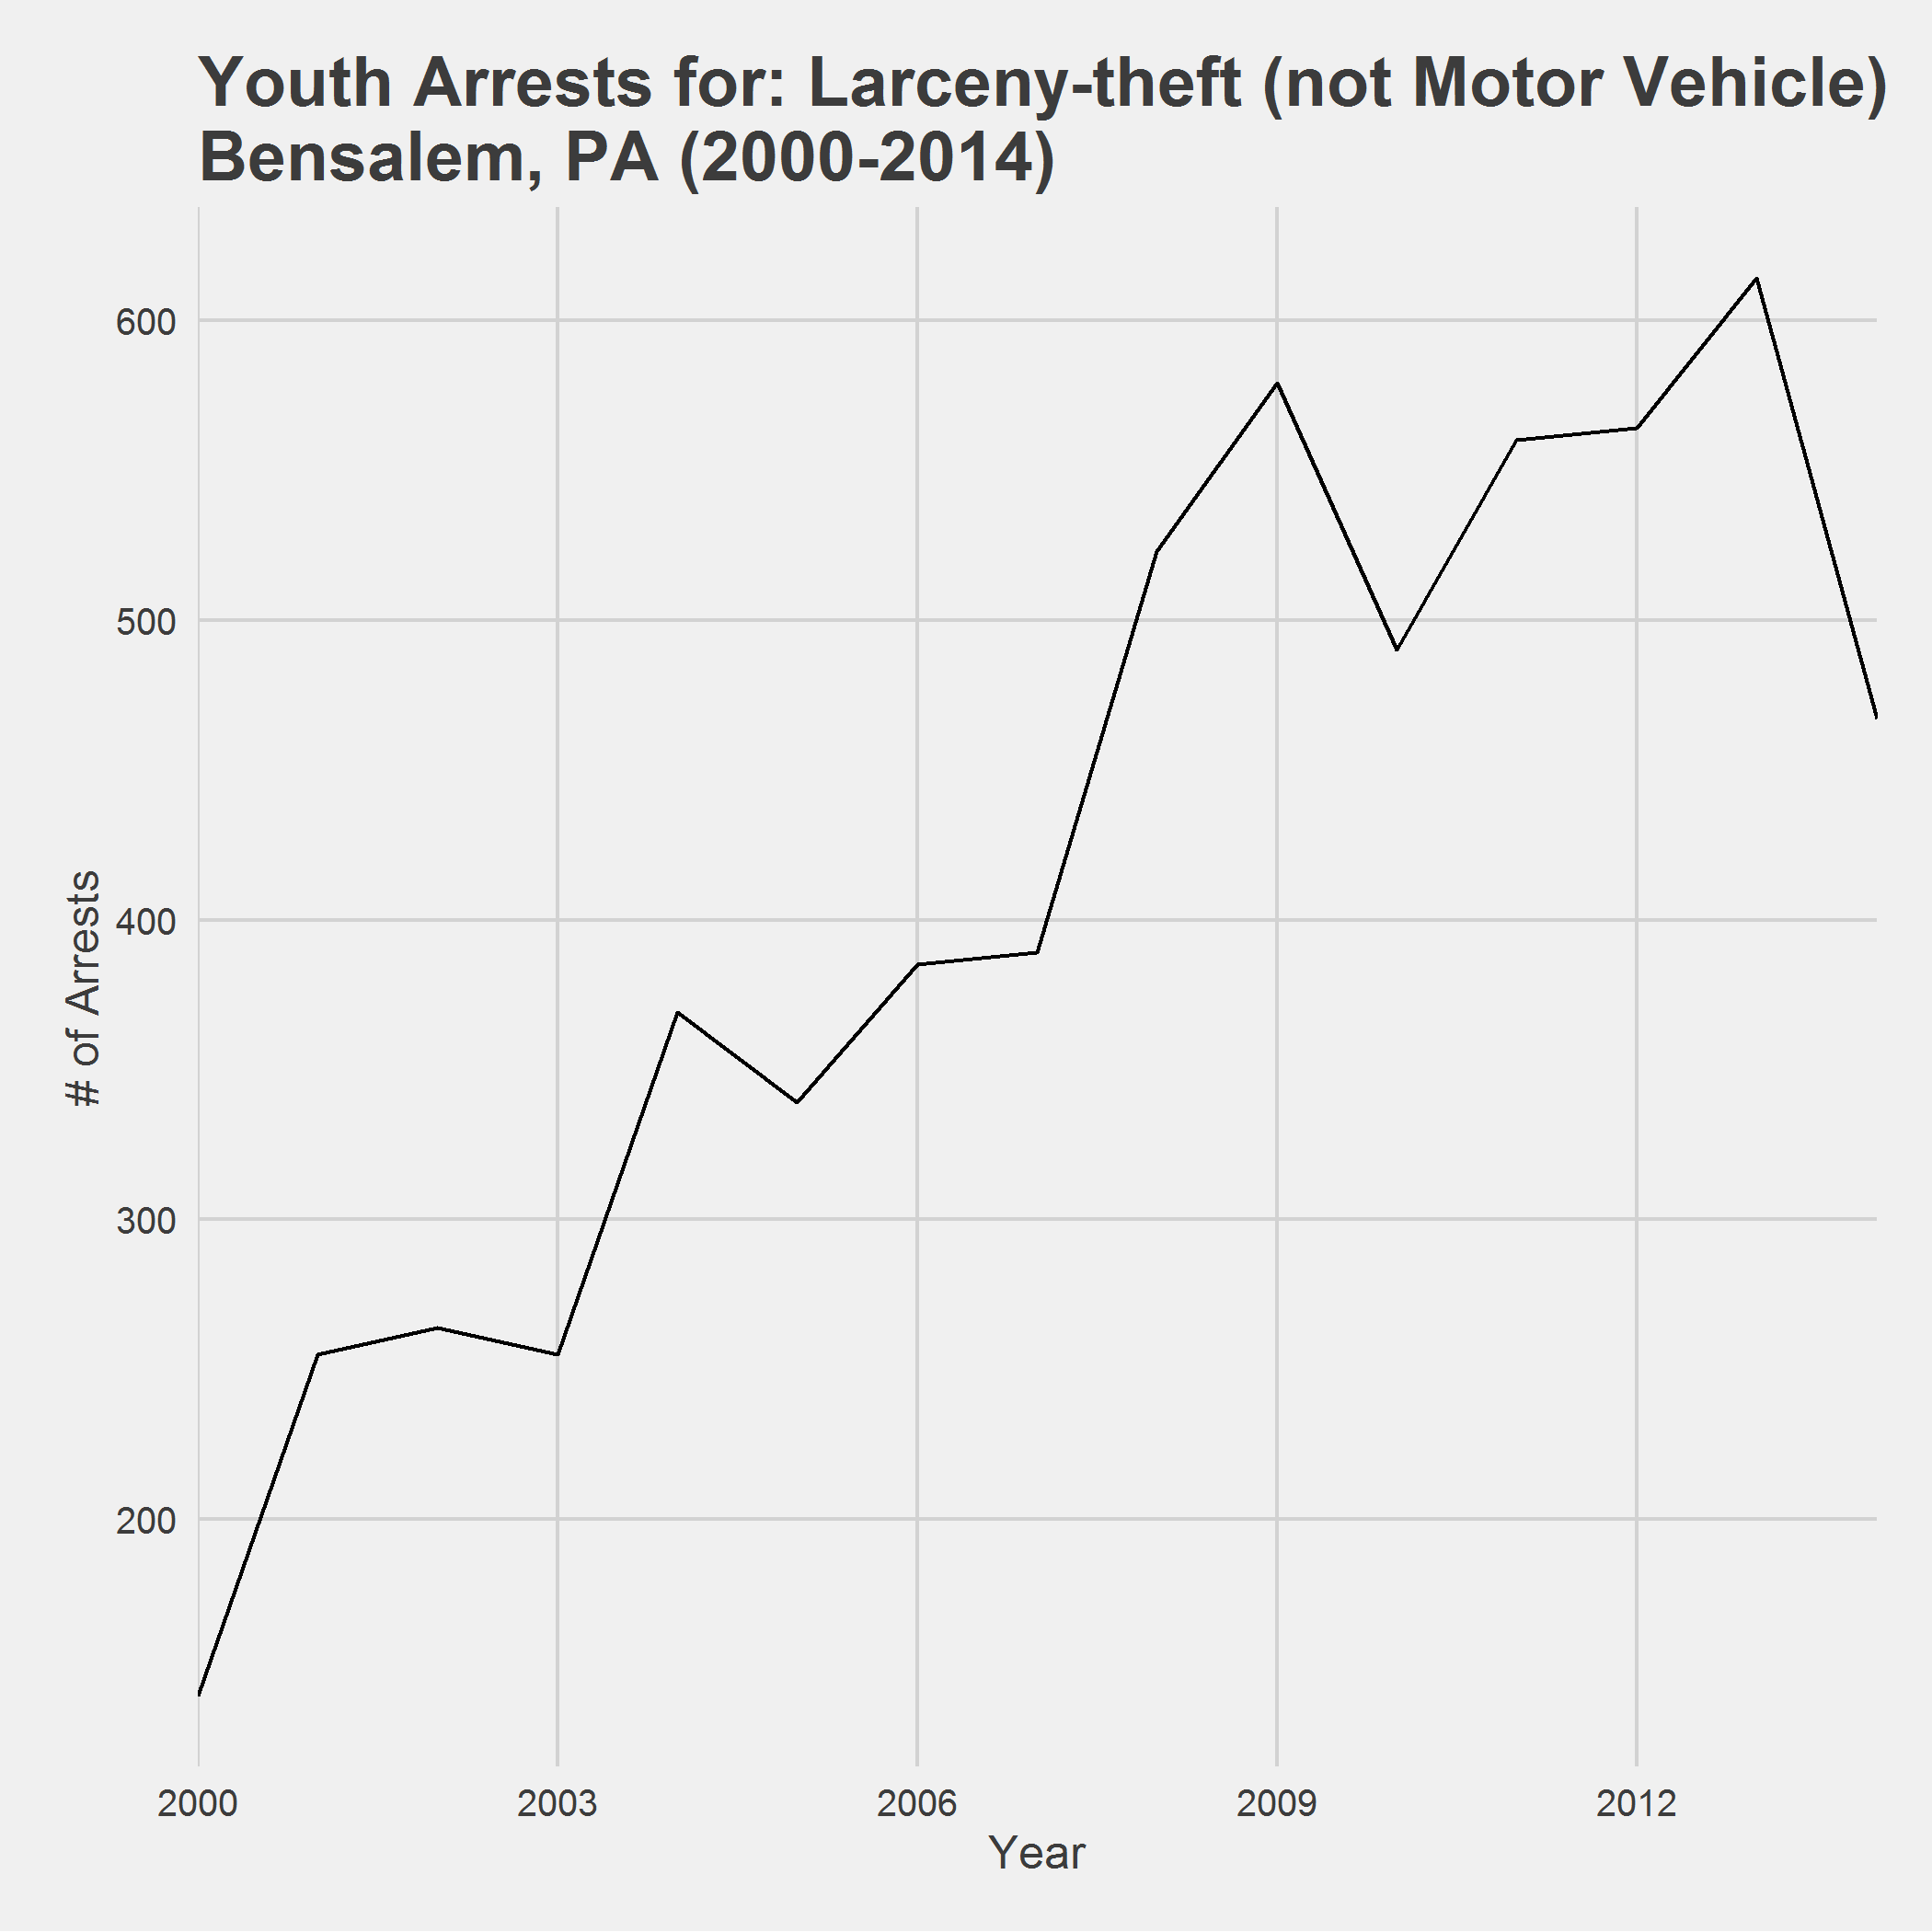 Youth Arrests for: Larceny-theft (not Motor Vehicle)
Bensalem, PA (2000-2014)
600
500
400
300
200
# of Arrests
2000
2003
2006
2009
2012
Year